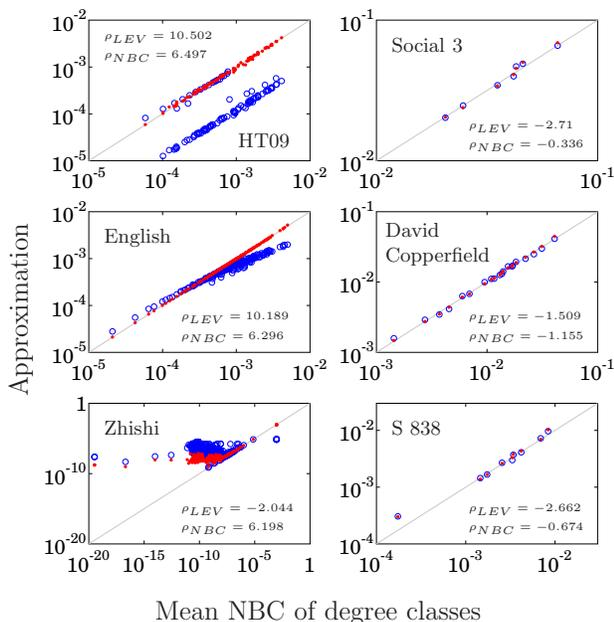 10^-2
10^-3
10^-4
10^-5
10^-5
10^-4
10^-3
10^-2
ρ_LEV = 10.502
ρ_NBC = 6.497
HT09
10^-1
10^-2
10^-2
10^-1
Social 3
ρ_LEV = −2.71
ρ_NBC = −0.336
10^-2
10^-3
10^-4
10^-5
10^-5
10^-4
10^-3
10^-2
English
ρ_LEV = 10.189
ρ_NBC = 6.296
10^-1
10^-2
10^-3
10^-3
10^-2
10^-1
David
Copperfield
ρ_LEV = −1.509
ρ_NBC = −1.155
1
10^-10
10^-20
10^-20
10^-15
10^-10
10^-5
1
Zhishi
ρ_LEV = −2.044
ρ_NBC = 6.198
10^-2
10^-3
10^-4
10^-4
10^-3
10^-2
S 838
ρ_LEV = −2.662
ρ_NBC = −0.674
Approximation
Mean NBC of degree classes